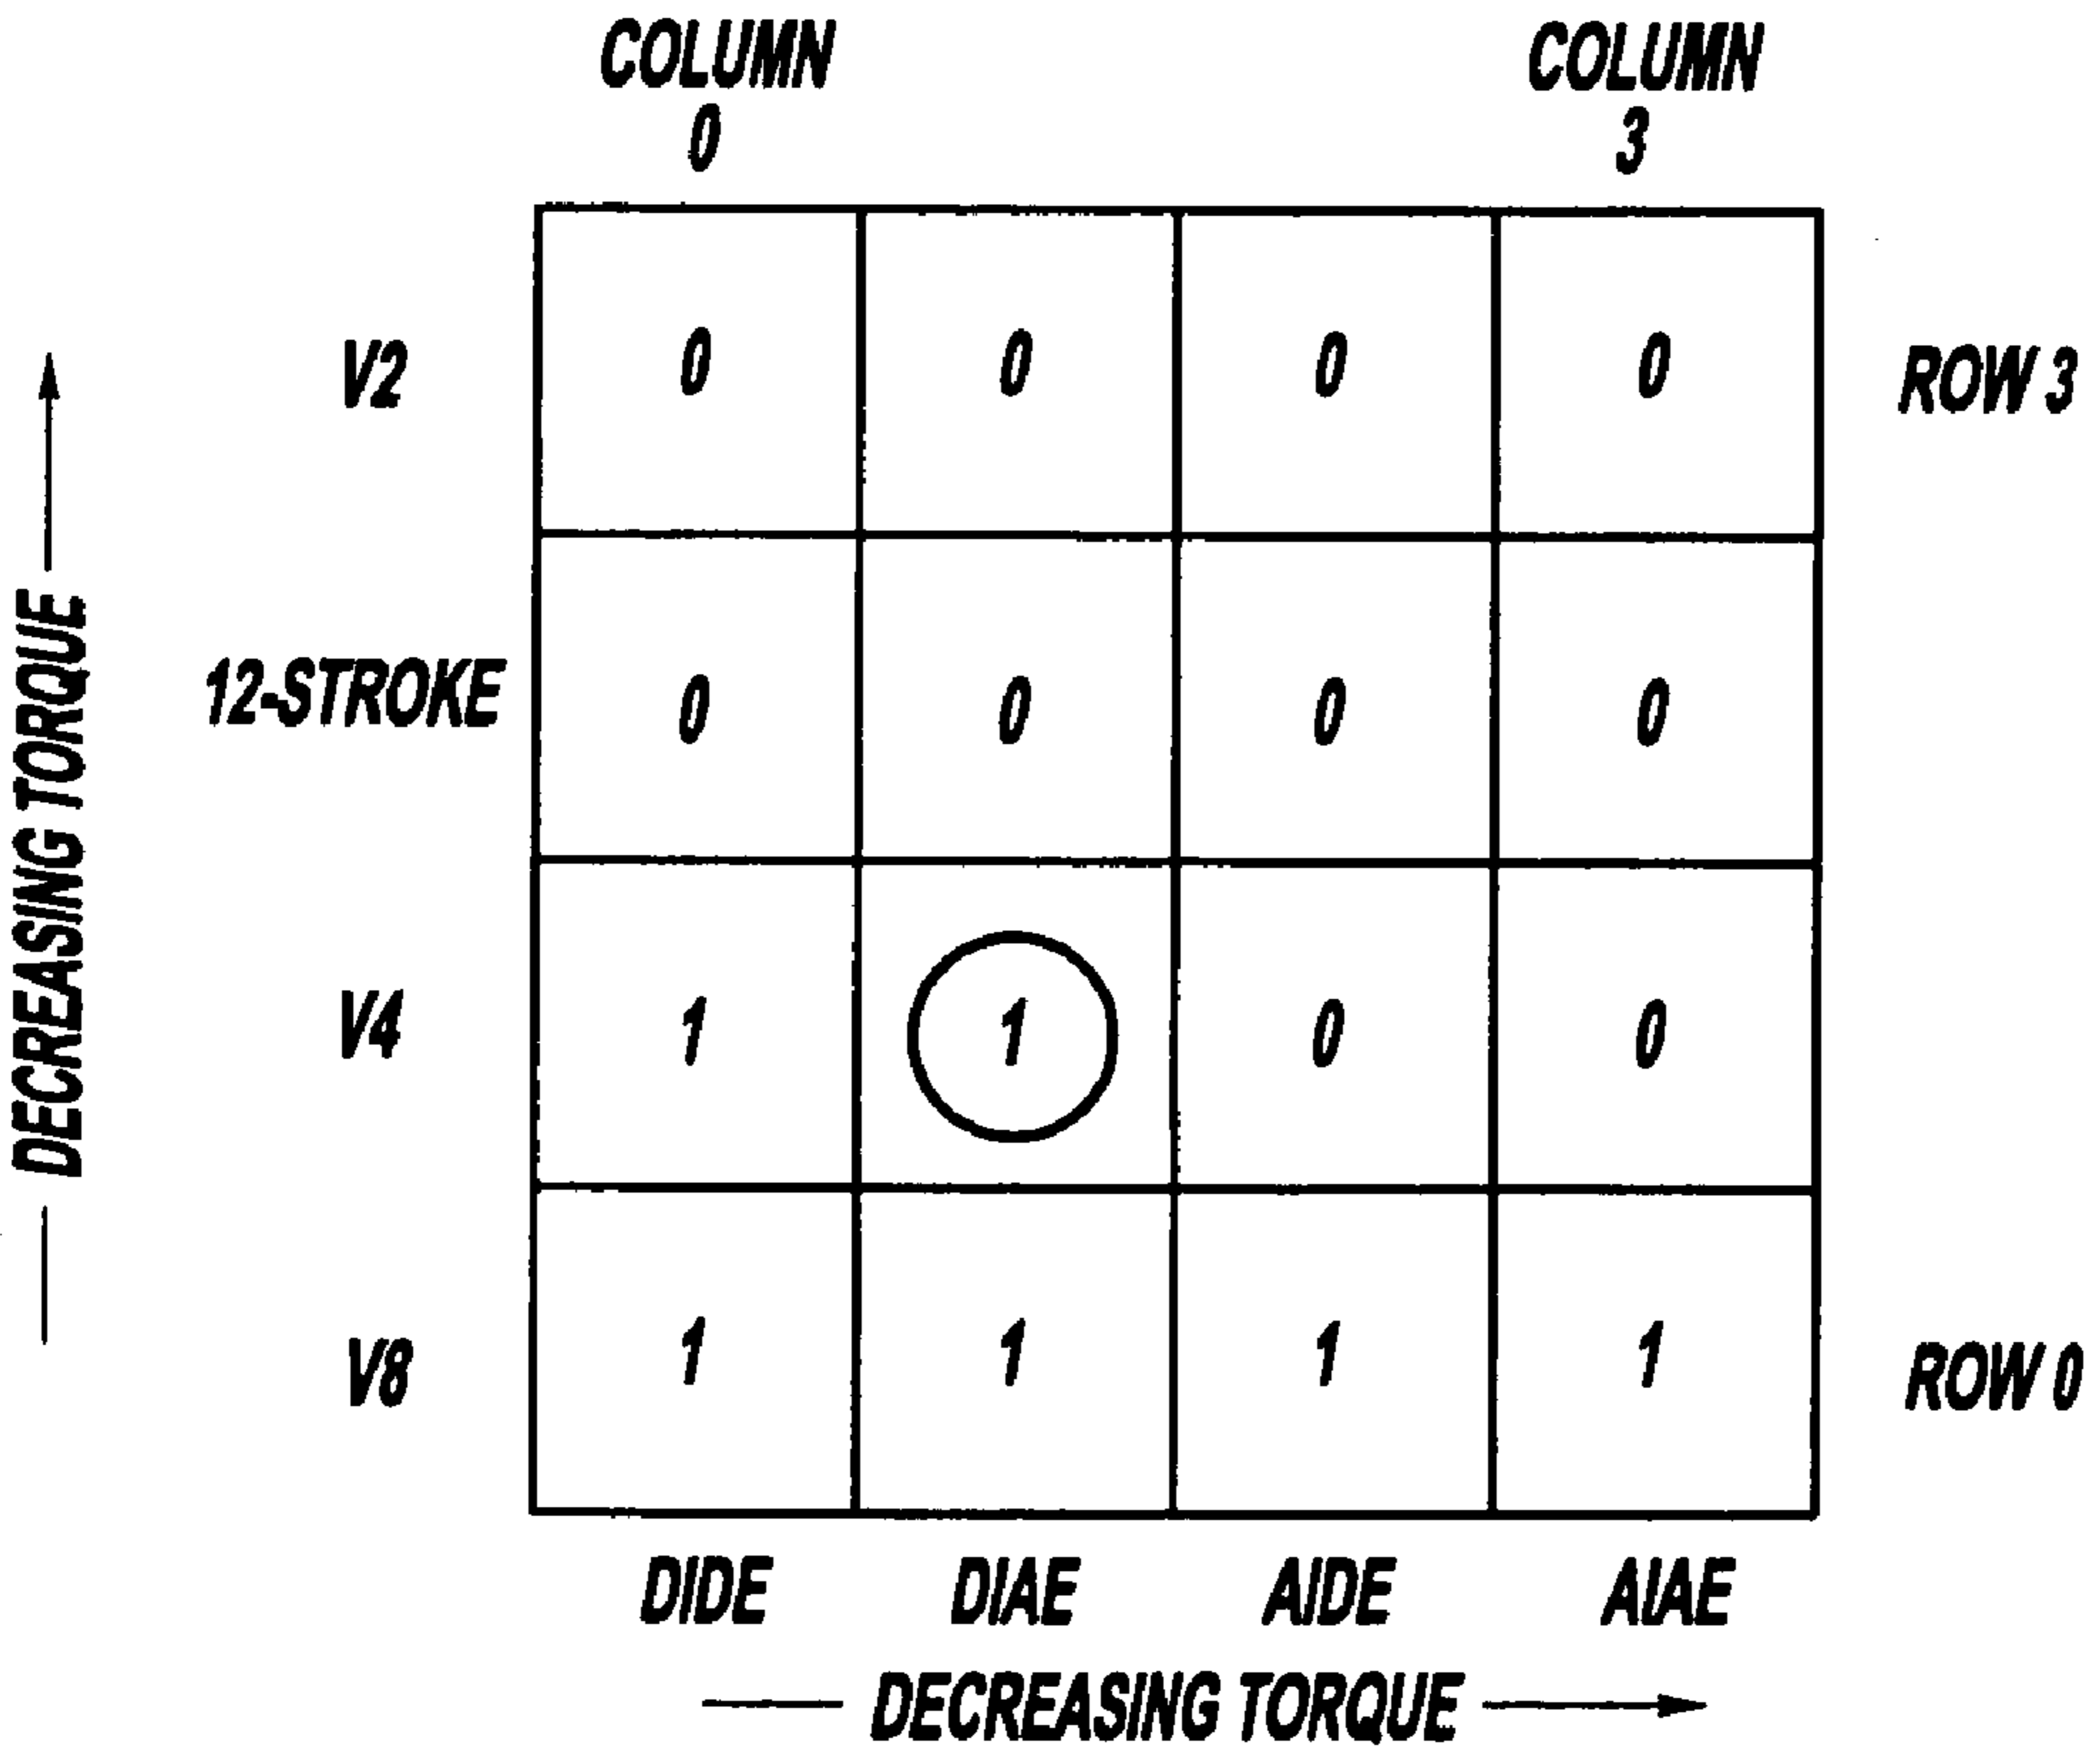 COLUMN COLUMN
0 3
V2 0 0 0 0 ROW 3
12-STROKE 0 0 0 0
V4 1 1 0 0
V8 1 1 1 1 ROW 0
DIDE DIAE AIDE AIAE
DECREASING TORQUE
DECREASING TORQUE